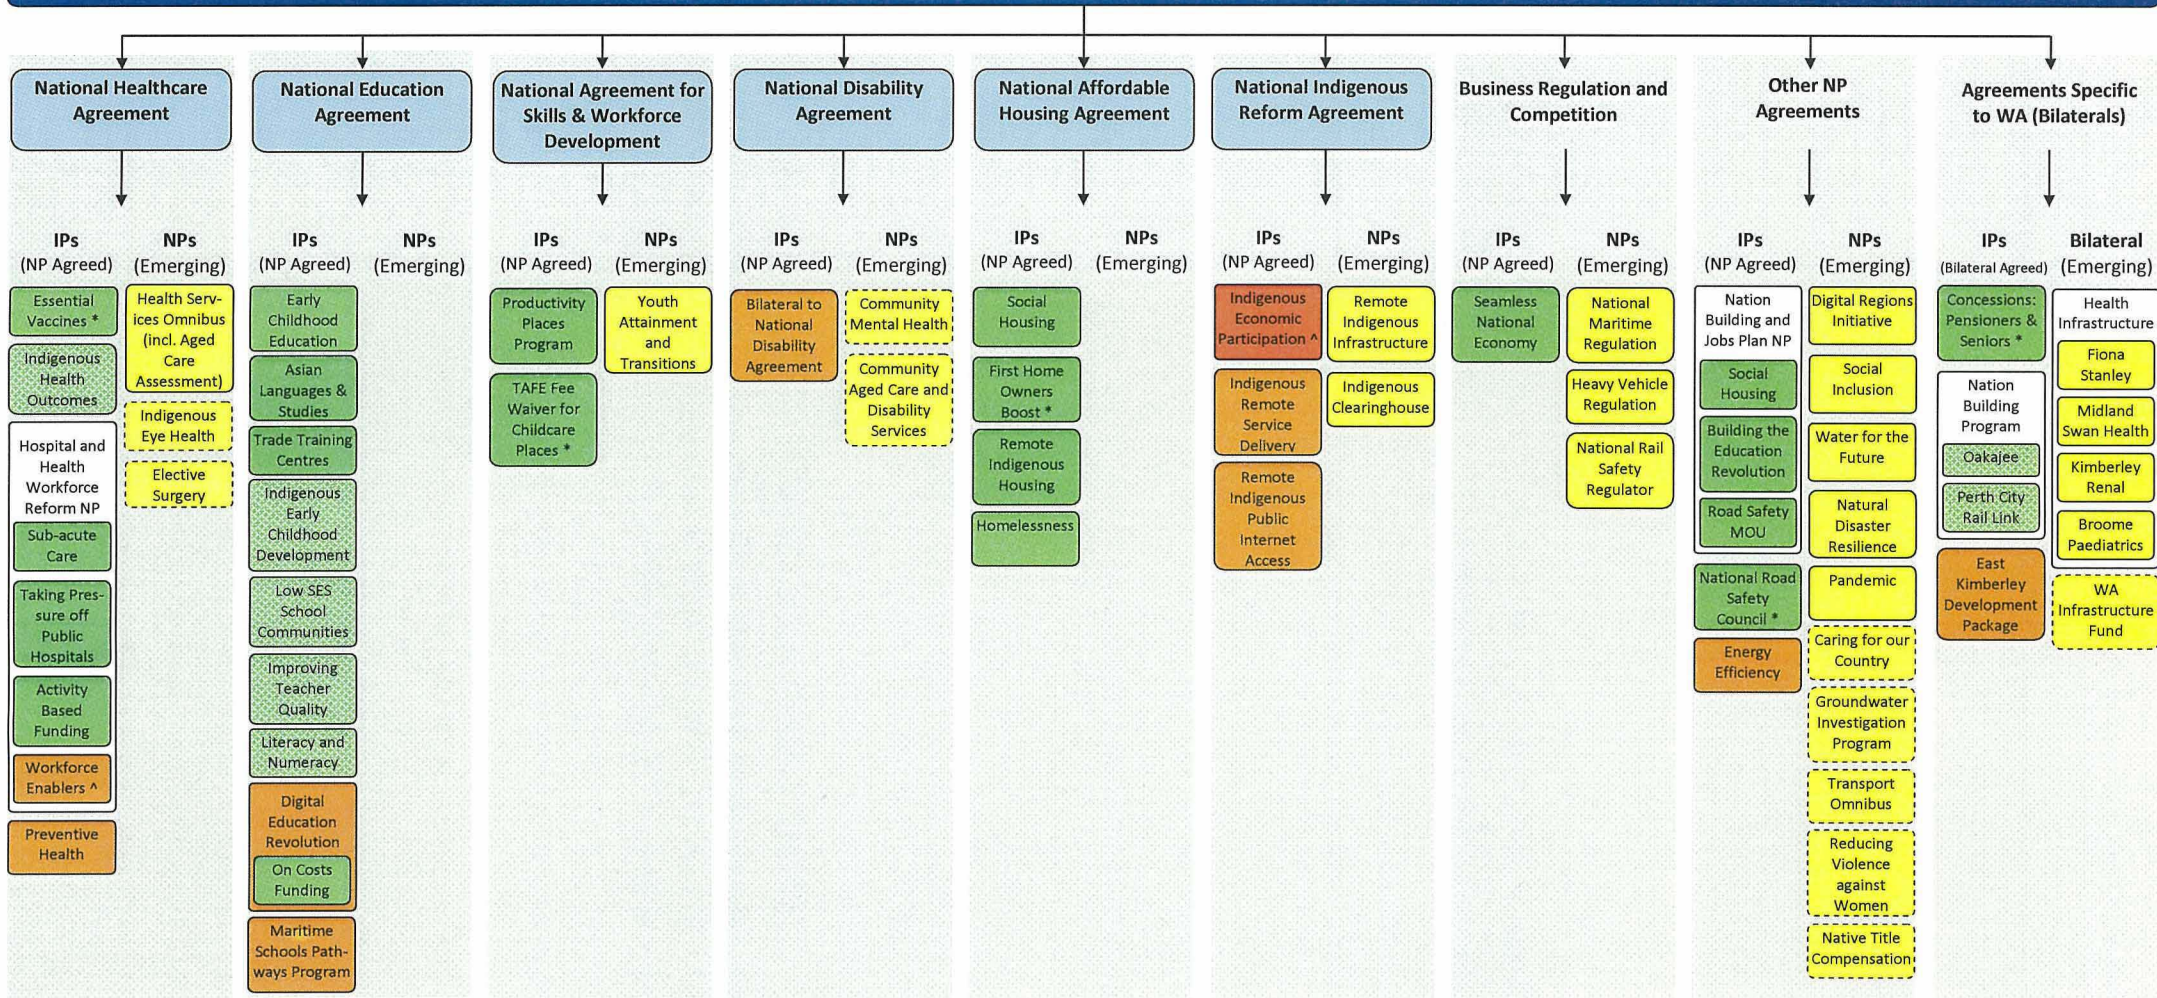 National Healthcare
Agreement
National Education
Agreement
National Agreement for
Skills & Workforce
Development
National Disability
Agreement
National Affordable
Housing Agreement
National Indigenous
Reform Agreement
Business Regulation and
Competition
Other NP
Agreements
Agreements Specific
to WA (Bilaterals)
IPs
(NP Agreed)
Essential
Vaccines *
Indigenous
Health
Outcomes
Hospital and
Health
Workforce
Reform NP
Sub-acute
Care
Taking Pres-
sure off
Public
Hospitals
Activity
Based
Funding
Workforce
Enablers ^
Preventive
Health
NPs
(Emerging)
Health Serv-
ices Omnibus
(incl. Aged
Care
Assessment)
Indigenous
Eye Health
Elective
Surgery
IPs
(NP Agreed)
Early
Childhood
Education
Asian
Languages &
Studies
Trade Training
Centres
Indigenous
Early
Childhood
Development
Low SES
School
Communities
Improving
Teacher
Quality
Literacy and
Numeracy
Digital
Education
Revolution
On Costs
Funding
Maritime
Schools Path-
ways Program
NPs
(Emerging)
IPs
(NP Agreed)
Productivity
Places
Program
TAFE Fee
Waiver for
Childcare
Places *
NPs
(Emerging)
Youth
Attainment
and
Transitions
IPs
(NP Agreed)
Bilateral to
National
Disability
Agreement
NPs
(Emerging)
Community
Mental Health
Community
Aged Care and
Disability
Services
IPs
(NP Agreed)
Social
Housing
First Home
Owners
Boost *
Remote
Indigenous
Housing
Homelessness
NPs
(Emerging)
IPs
(NP Agreed)
Indigenous
Economic
Participation ^
Indigenous
Remote
Service
Delivery
Remote
Indigenous
Public
Internet
Access
NPs
(Emerging)
Remote
Indigenous
Infrastructure
Indigenous
Clearinghouse
IPs
(NP Agreed)
Seamless
National
Economy
NPs
(Emerging)
National
Maritime
Regulation
Heavy Vehicle
Regulation
National Rail
Safety
Regulator
IPs
(NP Agreed)
Nation
Building and
Jobs Plan NP
Social
Housing
Building the
Education
Revolution
Road Safety
MOU
National Road
Safety
Council *
Energy
Efficiency
NPs
(Emerging)
Digital Regions
Initiative
Social
Inclusion
Water for the
Future
Natural
Disaster
Resilience
Pandemic
Caring for our
Country
Groundwater
Investigation
Program
Transport
Omnibus
Reducing
Violence
against
Women
Native Title
Compensation
IPs
(Bilateral Agreed)
Concessions:
Pensioners &
Seniors *
Nation
Building
Program
Oakajee
Perth City
Rail Link
East
Kimberley
Development
Package
Bilateral
(Emerging)
Health
Infrastructure
Fiona
Stanley
Midland
Swan Health
Kimberley
Renal
Broome
Paediatrics
WA
Infrastructure
Fund